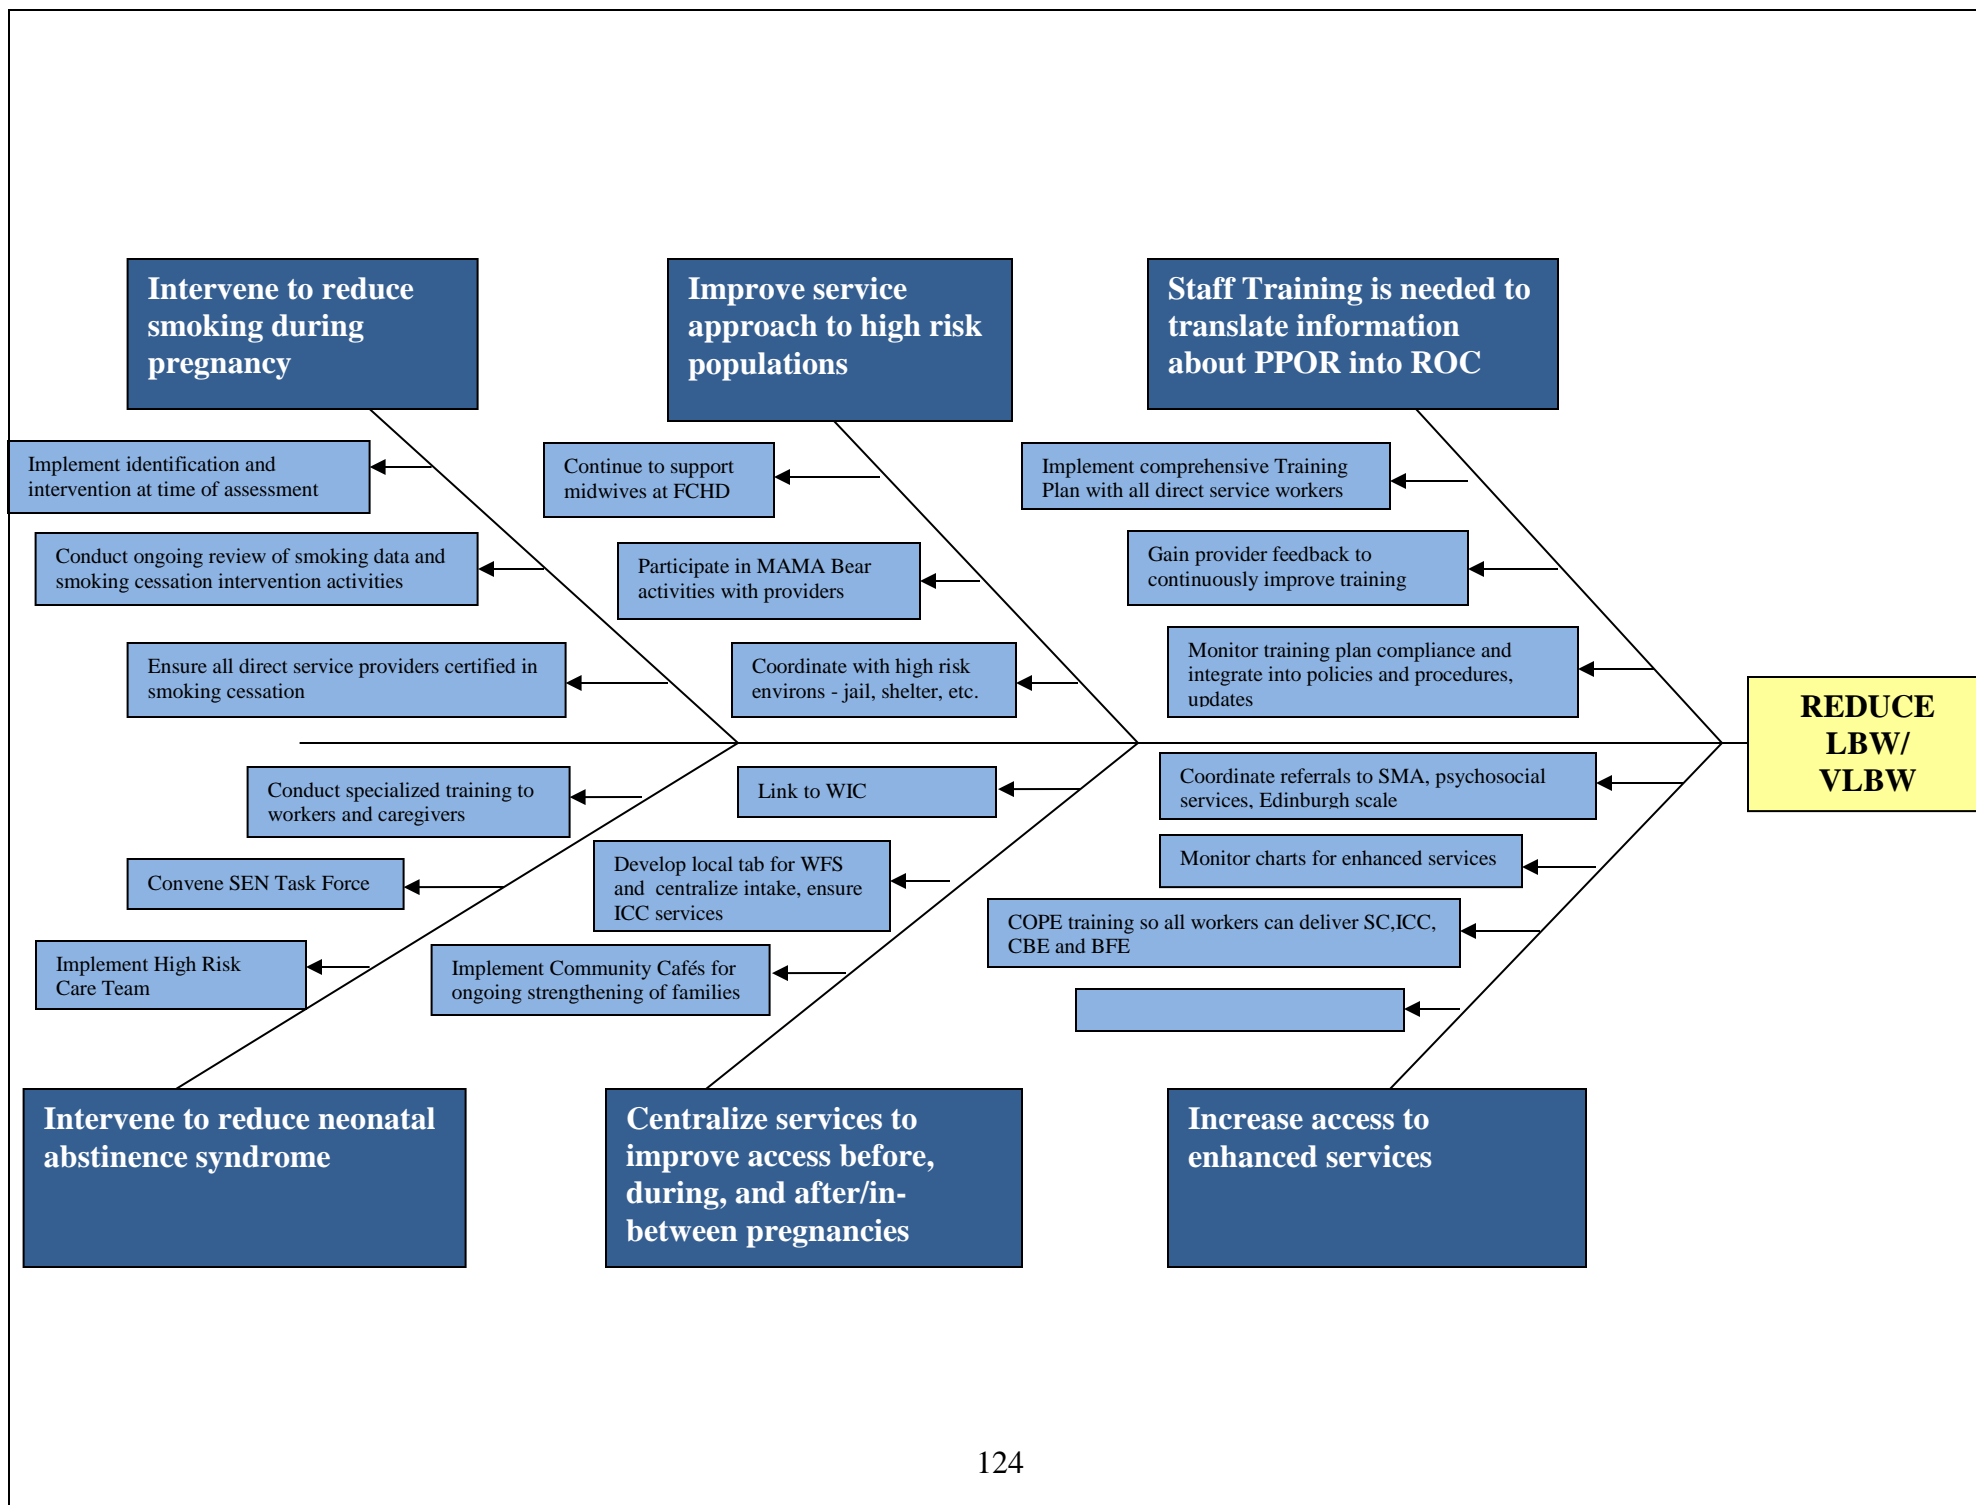 Intervene to reduce
smoking during
pregnancy
Improve service
approach to high risk
populations
Staff Training is needed to
translate information
about PPOR into ROC
Implement identification and
intervention at time of assessment
Conduct ongoing review of smoking data and
smoking cessation intervention activities
Ensure all direct service providers certified in
smoking cessation
Continue to support
midwives at FCHD
Participate in MAMA Bear
activities with providers
Coordinate with high risk
environs - jail, shelter, etc.
Implement comprehensive Training
Plan with all direct service workers
Gain provider feedback to
continuously improve training
Monitor training plan compliance and
integrate into policies and procedures,
updates
REDUCE
LBW/
VLBW
Conduct specialized training to
workers and caregivers
Convene SEN Task Force
Implement High Risk
Care Team
Link to WIC
Develop local tab for WFS
and centralize intake, ensure
ICC services
Implement Community Cafés for
ongoing strengthening of families
Coordinate referrals to SMA, psychosocial
services, Edinburgh scale
Monitor charts for enhanced services
COPE training so all workers can deliver SC,ICC,
CBE and BFE
Intervene to reduce neonatal
abstinence syndrome
Centralize services to
improve access before,
during, and after/in-
between pregnancies
Increase access to
enhanced services
124